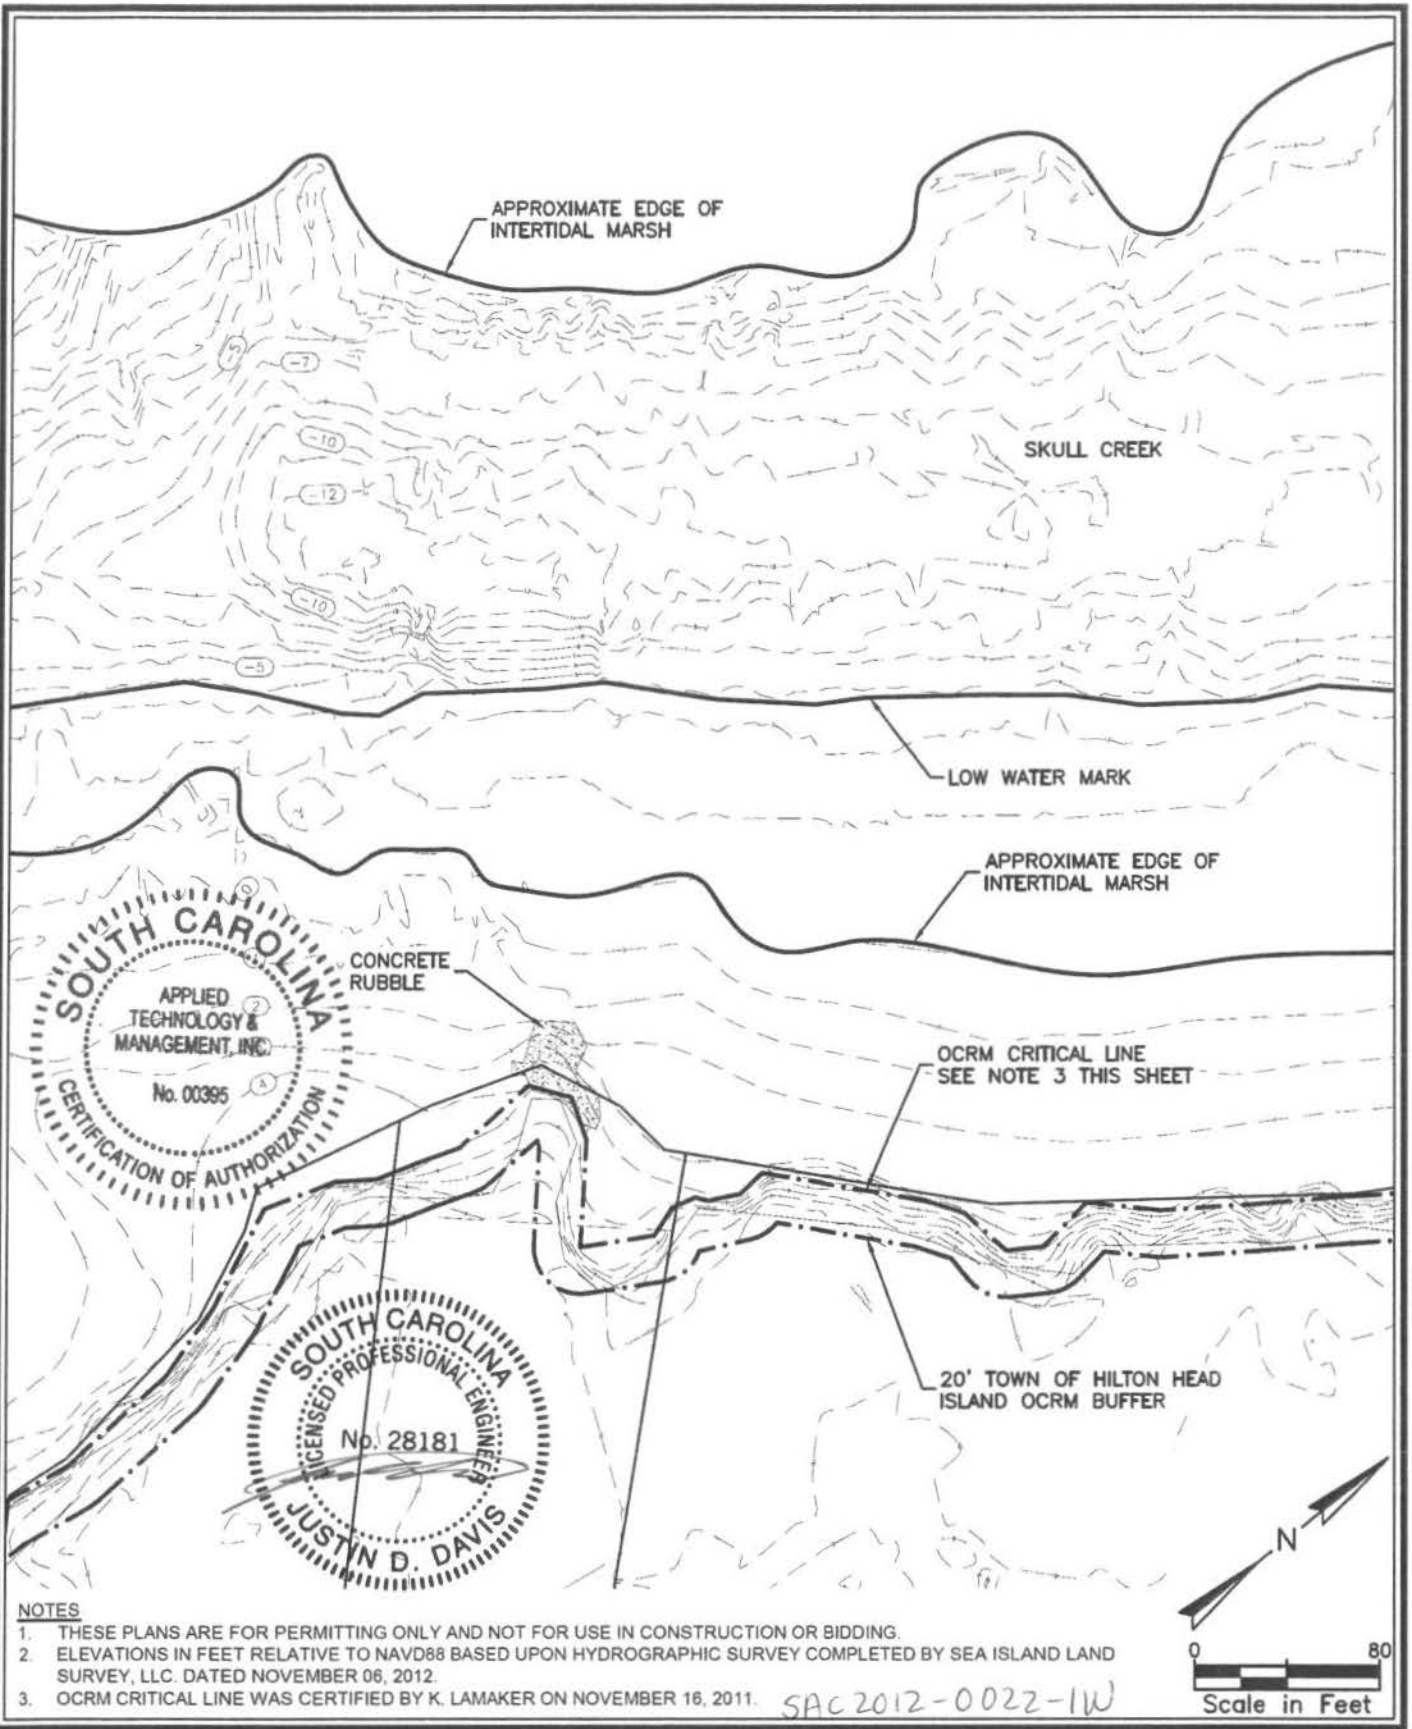 APPROXIMATE EDGE OF
INTERTIDAL MARSH
-5
-7
-10
SKULL CREEK
-12
-10
-5
LOW WATER MARK
APPROXIMATE EDGE OF
INTERTIDAL MARSH
0
SOUTH CAROLINA
APPLIED
TECHNOLOGY &
MANAGEMENT, INC.
No. 00395
CERTIFICATION OF AUTHORIZATION
2
4
CONCRETE
RUBBLE
OCRM CRITICAL LINE
SEE NOTE 3 THIS SHEET
SOUTH CAROLINA
LICENSED PROFESSIONAL ENGINEER
No. 28181
JUSTIN D. DAVIS
20' TOWN OF HILTON HEAD
ISLAND OCRM BUFFER
N
NOTES
1. THESE PLANS ARE FOR PERMITTING ONLY AND NOT FOR USE IN CONSTRUCTION OR BIDDING.
2. ELEVATIONS IN FEET RELATIVE TO NAVD88 BASED UPON HYDROGRAPHIC SURVEY COMPLETED BY SEA ISLAND LAND
SURVEY, LLC. DATED NOVEMBER 06, 2012.
3. OCRM CRITICAL LINE WAS CERTIFIED BY K. LAMAKER ON NOVEMBER 16, 2011.
SAC2012-0022-1W
0 80
Scale in Feet